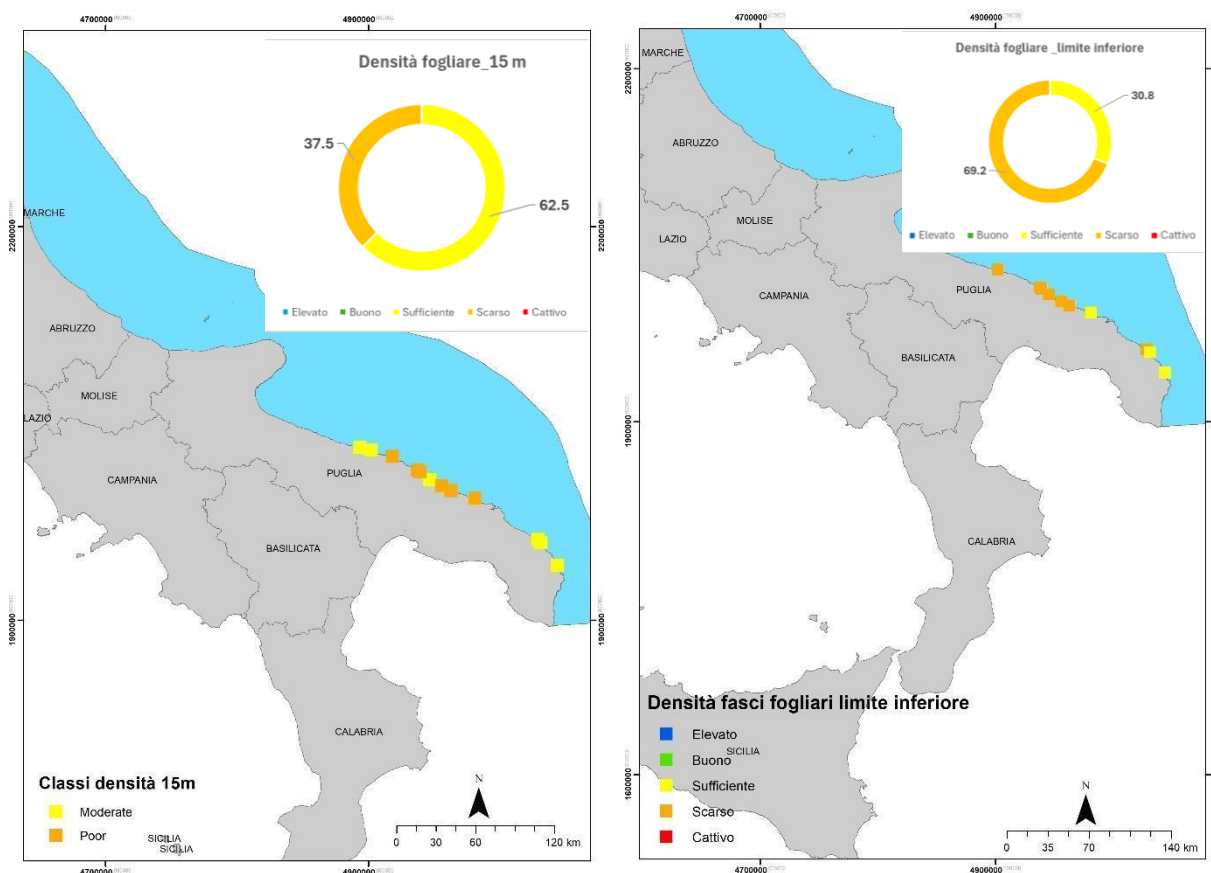 4700000
4900000
Densità fogliare_15 m
37.5
62.5
Elevato Buono Sufficiente Scarso Cattivo
MARCHE
ABRUZZO
MOLISE
LAZIO
CAMPANIA
PUGLIA
BASILICATA
CALABRIA
SICILIA
SICILIA
2200000
2200000
1900000
1900000
Classi densità 15m
Moderate
Poor
N
0 30 60 120 km
4700000
4900000
4700000
4900000
Densità fogliare _limite inferiore
30.8
69.2
Elevato Buono Sufficiente Scarso Cattivo
MARCHE
ABRUZZO
MOLISE
LAZIO
CAMPANIA
PUGLIA
BASILICATA
CALABRIA
2200000
2200000
1900000
1900000
1600000
1600000
Densità fasci fogliari limite inferiore
Elevato
SICILIA
Buono
Sufficiente
Scarso
Cattivo
N
0 35 70 140 km
4700000
4900000